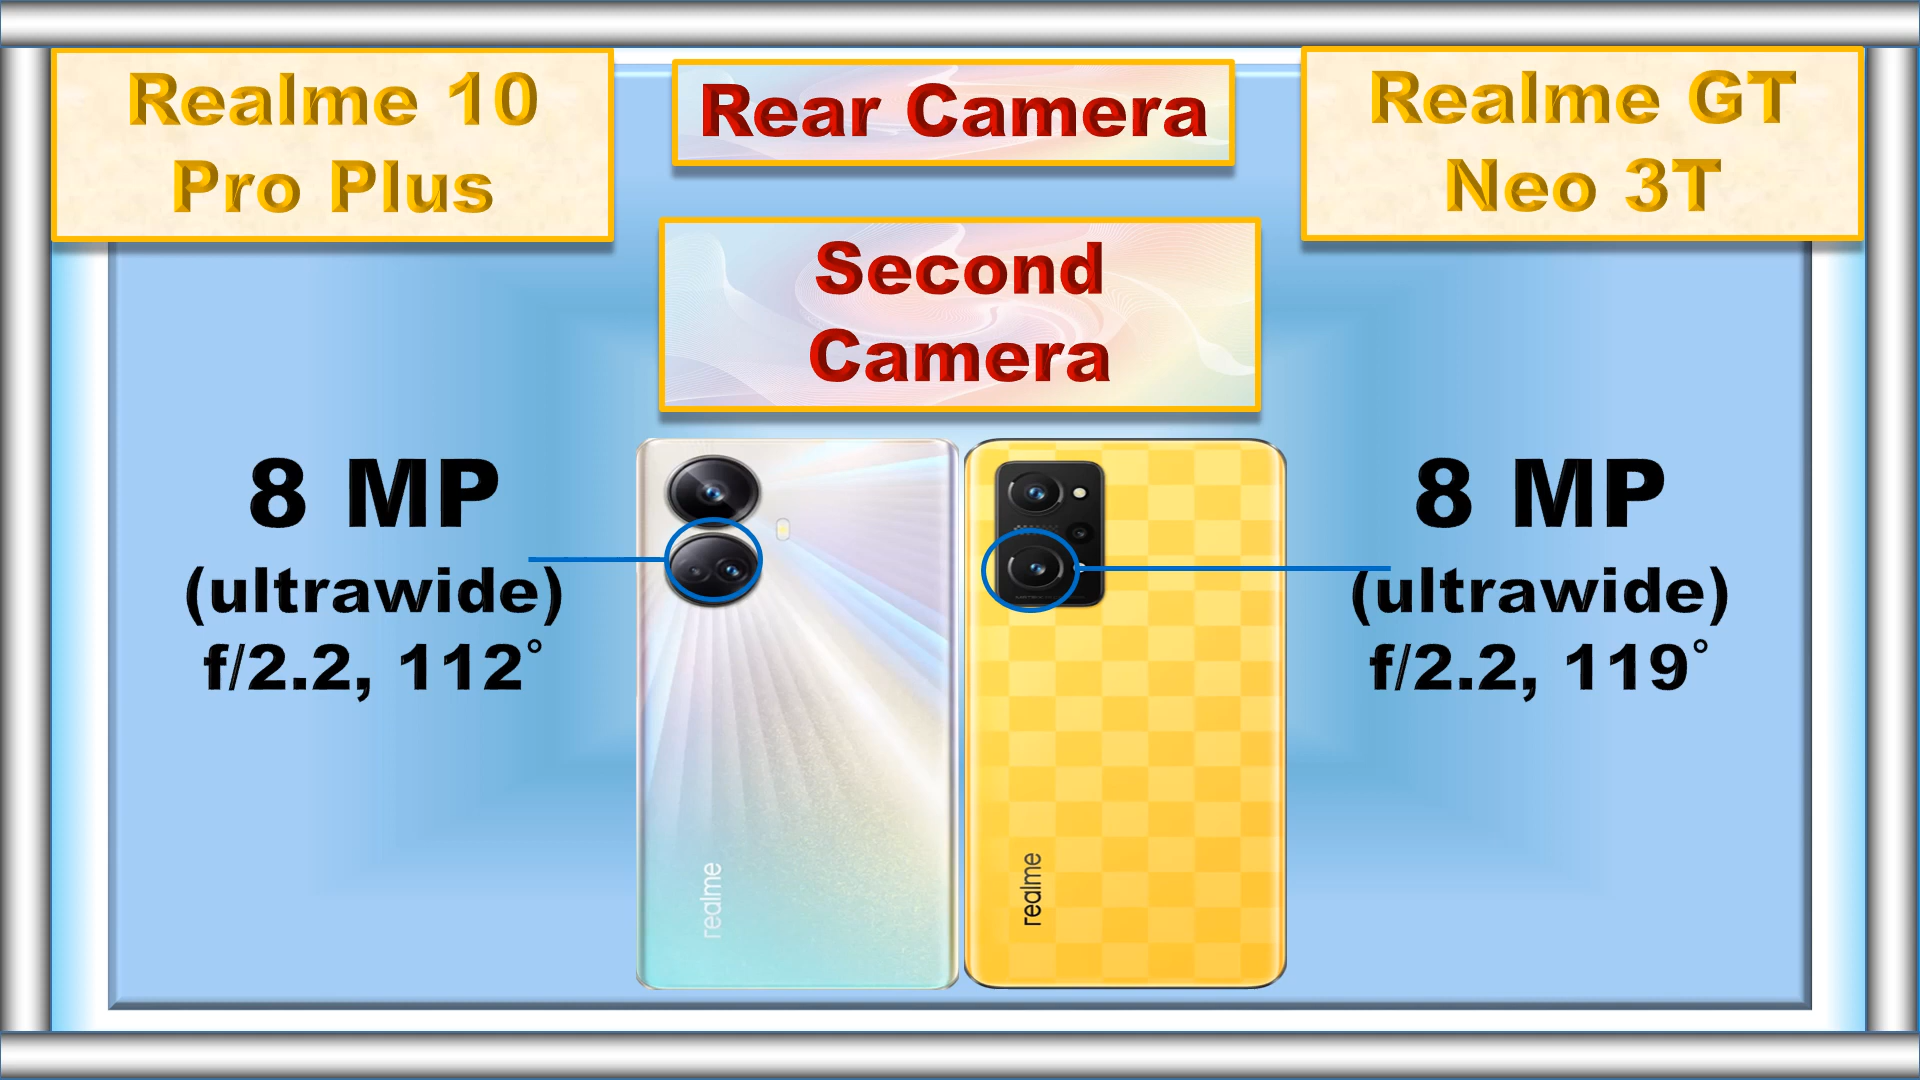 Realme 10
Pro Plus
Rear Camera
Realme GT
Neo 3T
Second
Camera
8 MP
(ultrawide)
f/2.2, 112°
8 MP
(ultrawide)
f/2.2, 119°
realme
realme